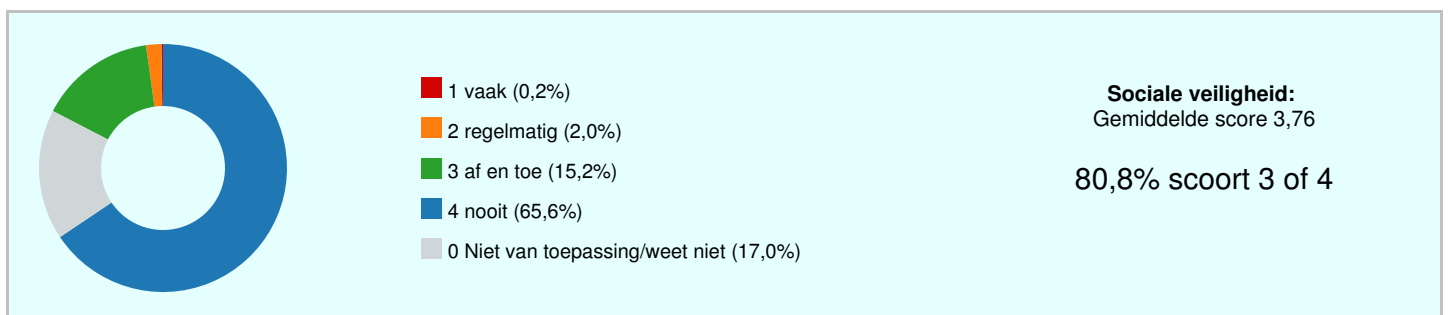 1 vaak (0,2%)
2 regelmatig (2,0%)
3 af en toe (15,2%)
4 nooit (65,6%)
0 Niet van toepassing/weet niet (17,0%)
Sociale veiligheid:
Gemiddelde score 3,76
80,8% scoort 3 of 4